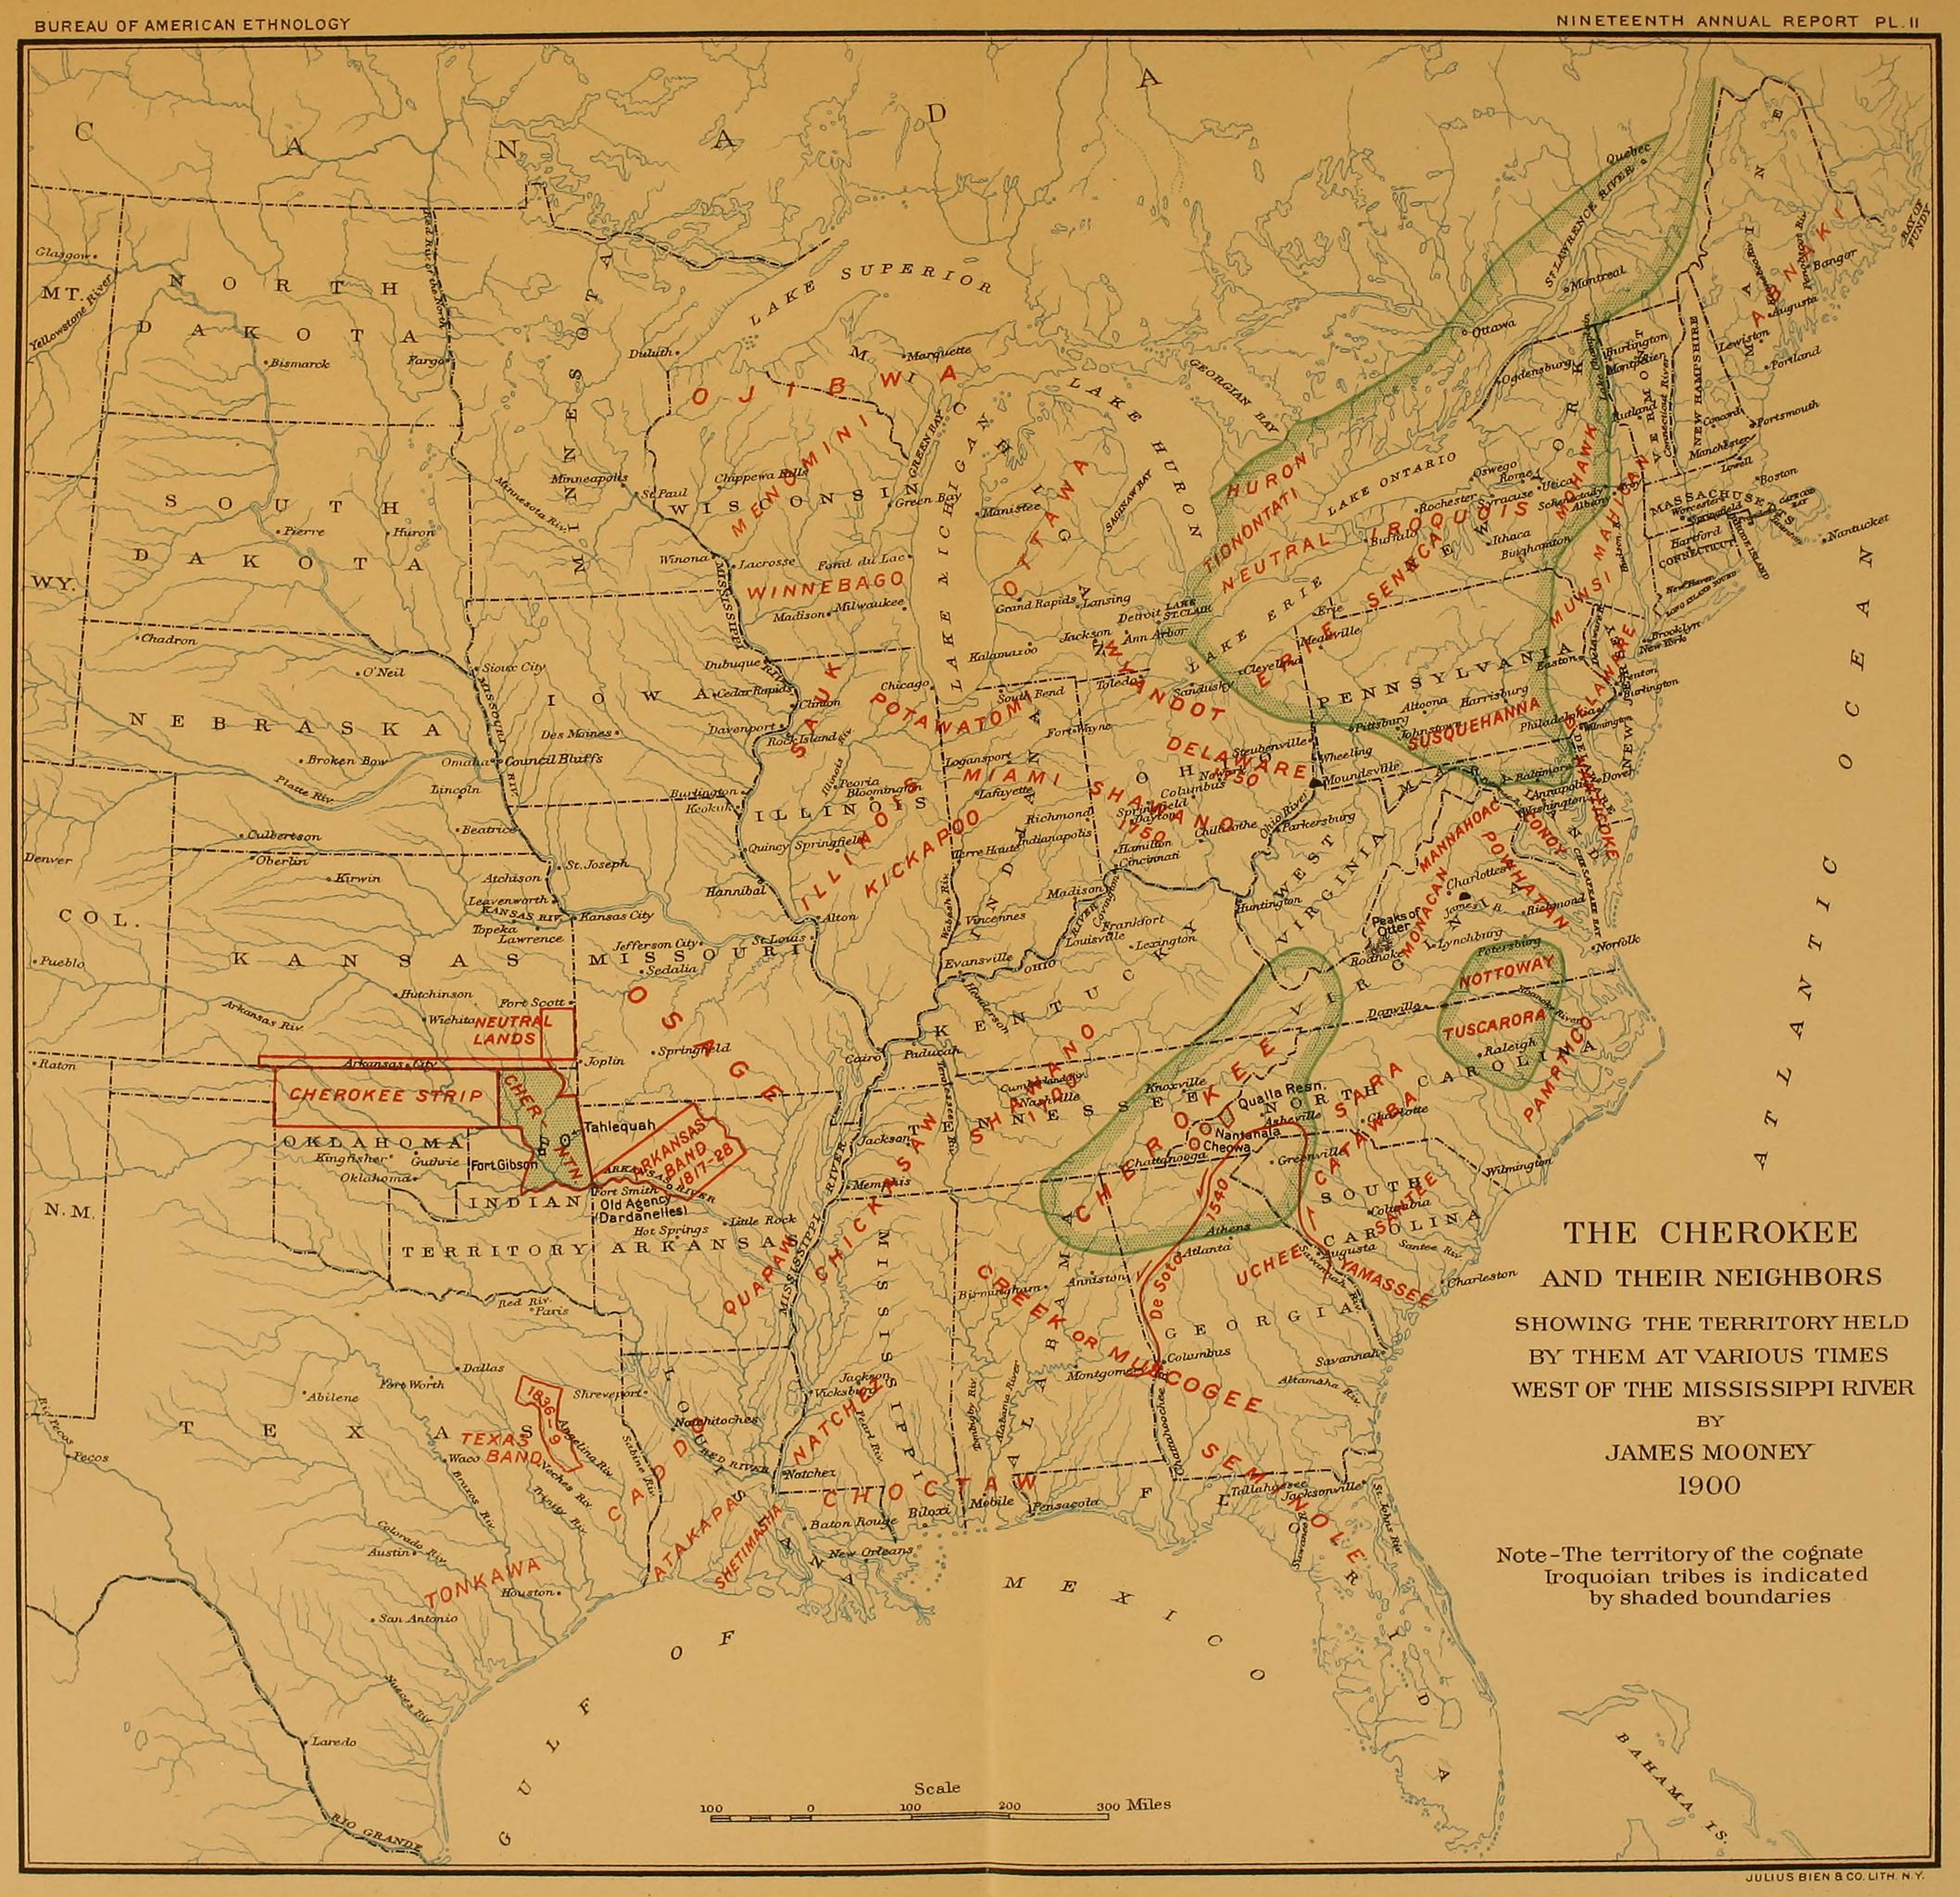 BUREAU OF AMERICAN ETHNOLOGY
NINETEENTH ANNUAL REPORT PL. II
CANADA
Quebec
ST. LAWRENCE RIVER
Montreal
Ottawa
MAINE
ABNAKI
Bangor
Augusta
Lewiston
Portland
BAY OF FUNDY
Glasgow
MT.
Yellowstone River
NORTH DAKOTA
Bismarck
Fargo
Red River of the North
MINNESOTA
Duluth
LAKE SUPERIOR
Marquette
MICHIGAN
OJIBWA
MENOMINI
GREEN BAY
LAKE HURON
GEORGIAN BAY
SAGINAW BAY
Ogdensburg
Burlington
Montpelier
Rutland
VERMONT
Connecticut River
NEW HAMPSHIRE
Concord
Portsmouth
Manchester
Lowell
Boston
MASSACHUSETTS
Worcester
Springfield
Hartford
CONNECTICUT
New Haven
LONG ISLAND SOUND
Nantucket
SOUTH DAKOTA
Pierre
Huron
Minneapolis
St. Paul
Minnesota Riv.
Chippewa Falls
WISCONSIN
Green Bay
Manistee
Winona
Lacrosse
Fond du Lac
WINNEBAGO
Madison
Milwaukee
LAKE MICHIGAN
OTTAWA
Grand Rapids
Lansing
Detroit
LAKE ST. CLAIR
Jackson
Ann Arbor
Kalamazoo
HURON
TIONONTATI
NEUTRAL
LAKE ONTARIO
LAKE ERIE
Oswego
Rome
Rochester
Syracuse
Utica
Schenectady
Albany
Buffalo
Ithaca
Binghamton
NEW YORK
IROQUOIS
SENECA
MOHAWK
MAHICAN
MUNSI
DELAWARE
ERIE
Erie
Meadville
Cleveland
Sandusky
Toledo
WYANDOT
WY.
Chadron
O'Neil
Sioux City
MISSOURI RIV.
MISSISSIPPI RIV.
Dubuque
IOWA
Cedar Rapids
Clinton
Davenport
Rock Island
Des Moines
SAUK
Chicago
POTAWATOMI
South Bend
Fort Wayne
NEBRASKA
Broken Bow
Platte Riv.
Omaha
Council Bluffs
Lincoln
Beatrice
Culbertson
Burlington
Keokuk
Illinois Riv.
Peoria
Bloomington
ILLINOIS
ILLINOIS
Quincy
Springfield
Logansport
MIAMI
Lafayette
KICKAPOO
INDIANA
Richmond
Indianapolis
Terre Haute
OHIO
DELAWARE
1750
SHAWANO
1750
Newark
Columbus
Springfield
Dayton
Chillicothe
Hamilton
Cincinnati
Covington
Steubenville
Wheeling
Moundsville
Ohio River
Parkersburg
PENNSYLVANIA
Pittsburg
Altoona
Harrisburg
Johnstown
Philadelphia
SUSQUEHANNA
Easton
Brooklyn
New York
Trenton
Burlington
Wilmington
NEW JERSEY
DELAWARE
MARYLAND
Baltimore
Dover
Annapolis
Washington
CONOY
CHESAPEAKE BAY
Denver
Oberlin
Kirwin
St. Joseph
Atchison
Leavenworth
KANSAS RIV.
Kansas City
Topeka
Lawrence
Hannibal
Alton
St. Louis
Jefferson City
Sedalia
MISSOURI
COL.
KANSAS
Pueblo
Hutchinson
Wichita
Fort Scott
NEUTRAL LANDS
Arkansas Riv.
Wabash Riv.
Vincennes
Madison
Louisville
Frankfort
Lexington
Evansville
OHIO RIVER
Henderson
KENTUCKY
Huntington
WEST VIRGINIA
VIRGINIA
MANNAHOAC
MONACAN
POWHATAN
Charlottesv.
James R.
Richmond
Peaks of Otter
Lynchburg
Petersburg
Norfolk
Roanoke
Danville
NOTTOWAY
TUSCARORA
Roanoke River
Raleigh
PAMPTICO
Raton
Arkansas City
Joplin
Springfield
OSAGE
Cairo
Paducah
CHEROKEE STRIP
CHEROKEE NTN.
OKLAHOMA
Kingfisher
Guthrie
Oklahoma
Fort Gibson
Tahlequah
ARKANSAS BAND 1817-28
ARKANSAS RIVER
Fort Smith
Old Agency
(Dardanelles)
INDIAN TERRITORY
ARKANSAS
Hot Springs
Little Rock
N.M.
Tennessee Riv.
Cumberland Riv.
Nashville
TENNESSEE
SHAWANO
1700
Jackson
Memphis
CHICKASAW
Knoxville
CHEROKEE
Chattanooga
Qualla Resn.
Asheville
Nantahala
Cheowa
NORTH CAROLINA
Charlotte
SARA
CATAWBA
Greenville
Wilmington
SOUTH CAROLINA
Columbia
SANTEE
Santee Riv.
Charleston
Athens
Atlanta
Augusta
UCHEE
YAMASSEE
Savannah Riv.
De Soto
1540
Anniston
Birmingham
CREEK OR MUSCOGEE
ALABAMA
GEORGIA
Columbus
Montgomery
Savannah
Altamaha Riv.
Red Riv.
Paris
QUAPAW
MISSISSIPPI RIVER
MISSISSIPPI
Dallas
Fort Worth
Abilene
TEXAS
1836-9
TEXAS BAND
Waco
Shreveport
Angelina Riv.
Neches Riv.
Trinity Riv.
Brazos Riv.
Sabine Riv.
Rio Pecos
Pecos
LOUISIANA
Natchitoches
RED RIVER
CADDO
Jackson
Vicksburg
NATCHEZ
Natchez
Pearl Riv.
Tombigby Riv.
Alabama River
Chattahoochee
CHOCTAW
Mobile
Biloxi
Pensacola
Baton Rouge
New Orleans
ATAKAPA
SHETIMASHA
TONKAWA
Colorado Riv.
Austin
Houston
San Antonio
Nueces Riv.
Laredo
RIO GRANDE
SEMINOLE
FLORIDA
Tallahassee
Jacksonville
Suwanee R.
St. Johns Riv.
GULF OF MEXICO
ATLANTIC OCEAN
BAHAMA IS.
THE CHEROKEE
AND THEIR NEIGHBORS
SHOWING THE TERRITORY HELD
BY THEM AT VARIOUS TIMES
WEST OF THE MISSISSIPPI RIVER
BY
JAMES MOONEY
1900
Note-The territory of the cognate
Iroquoian tribes is indicated
by shaded boundaries
Scale
100 0 100 200 300 Miles
JULIUS BIEN & CO. LITH. N.Y.